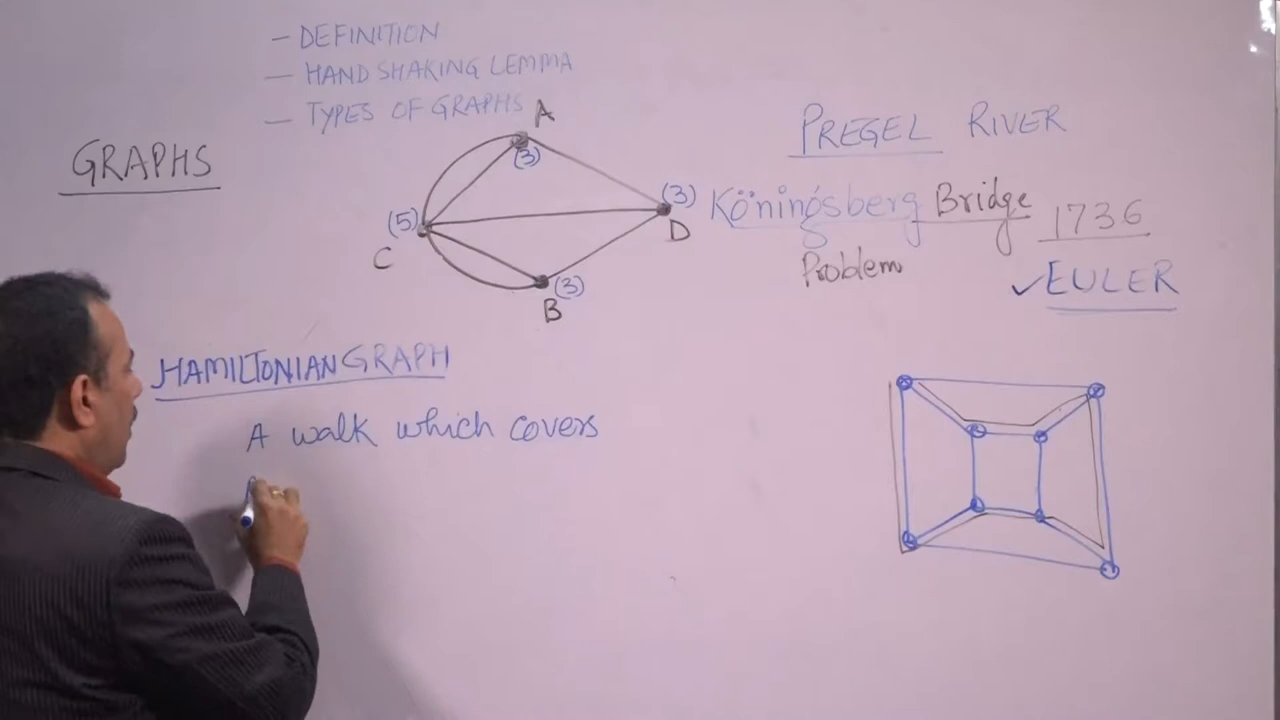 — DEFINITION
— HAND SHAKING LEMMA
— TYPES OF GRAPHS
GRAPHS
A
(3)
(5)
C
(3)
D
(3)
B
PREGEL RIVER
Köningsberg Bridge 1736
Problem
✓EULER
HAMILTONIAN GRAPH
A walk which covers